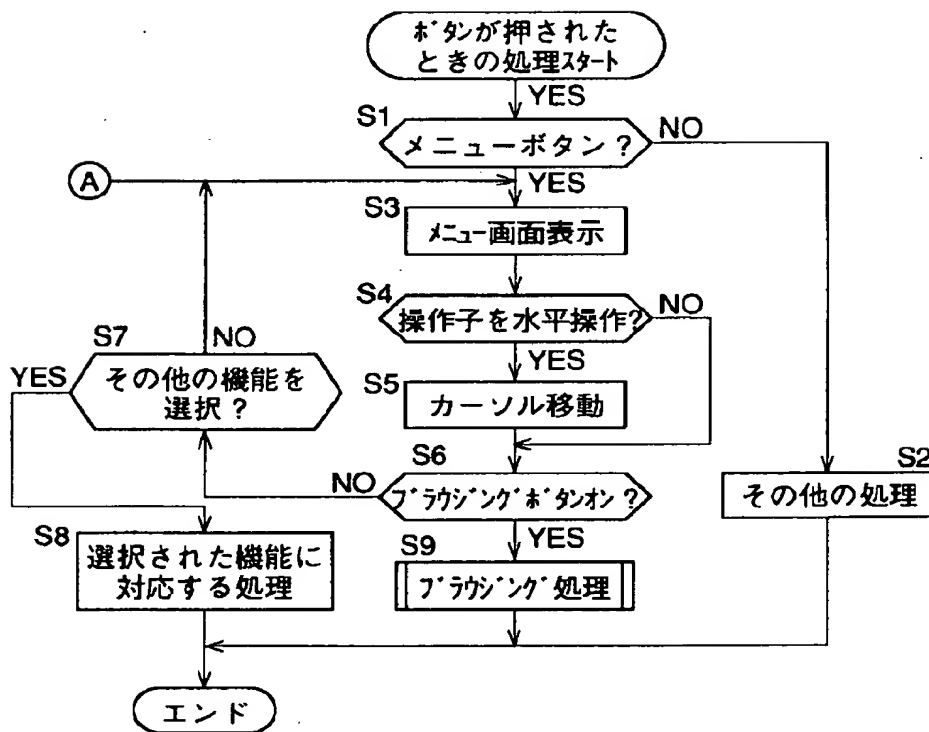 ボタンが押された
ときの処理スタート
YES
S1
メニューボタン？
NO
A
YES
S3
メニュー画面表示
S4
操作子を水平操作？
NO
S7
NO
YES
YES
その他の機能を
選択？
S5
カーソル移動
S6
NO
ブラウジングボタンオン？
S2
その他の処理
S8
選択された機能に
対応する処理
S9
YES
ブラウジング処理
エンド